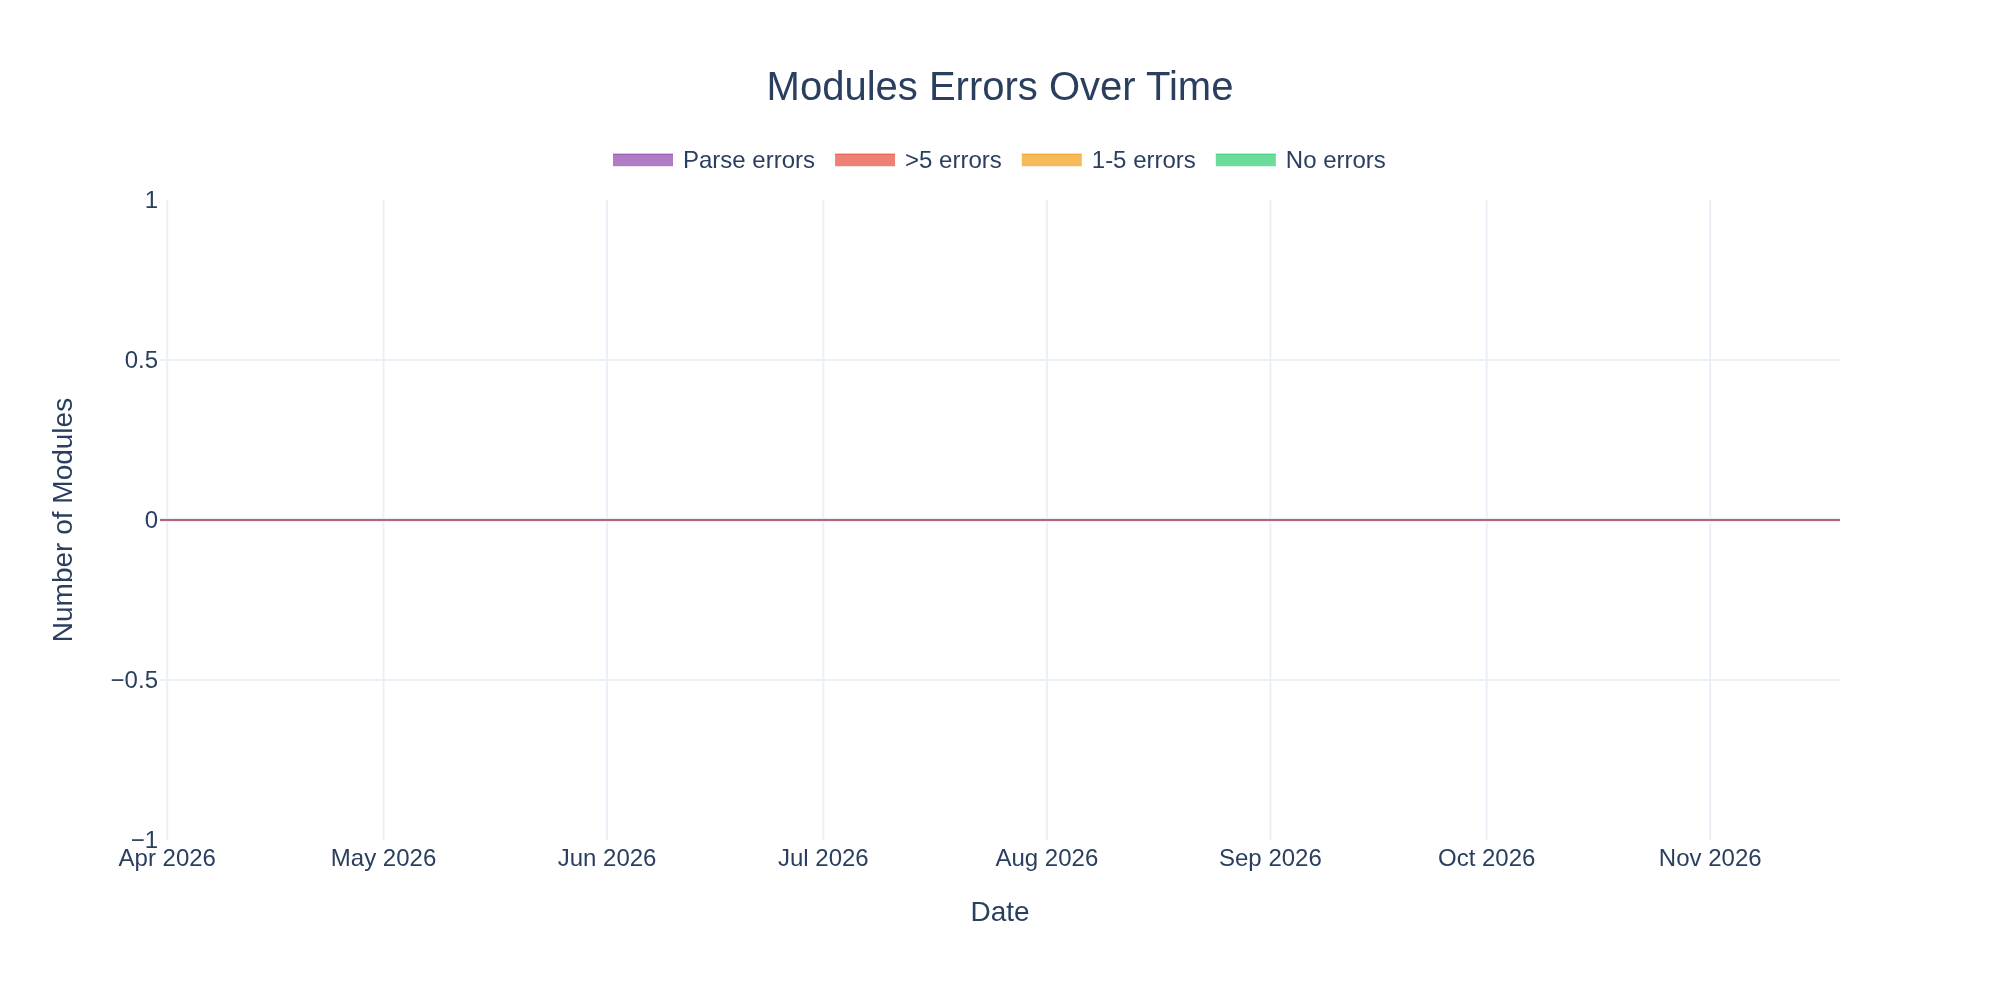 Modules Errors Over Time
Parse errors >5 errors 1-5 errors No errors
1
0.5
0
−0.5
−1
Number of Modules
Apr 2026 May 2026 Jun 2026 Jul 2026 Aug 2026 Sep 2026 Oct 2026 Nov 2026
Date